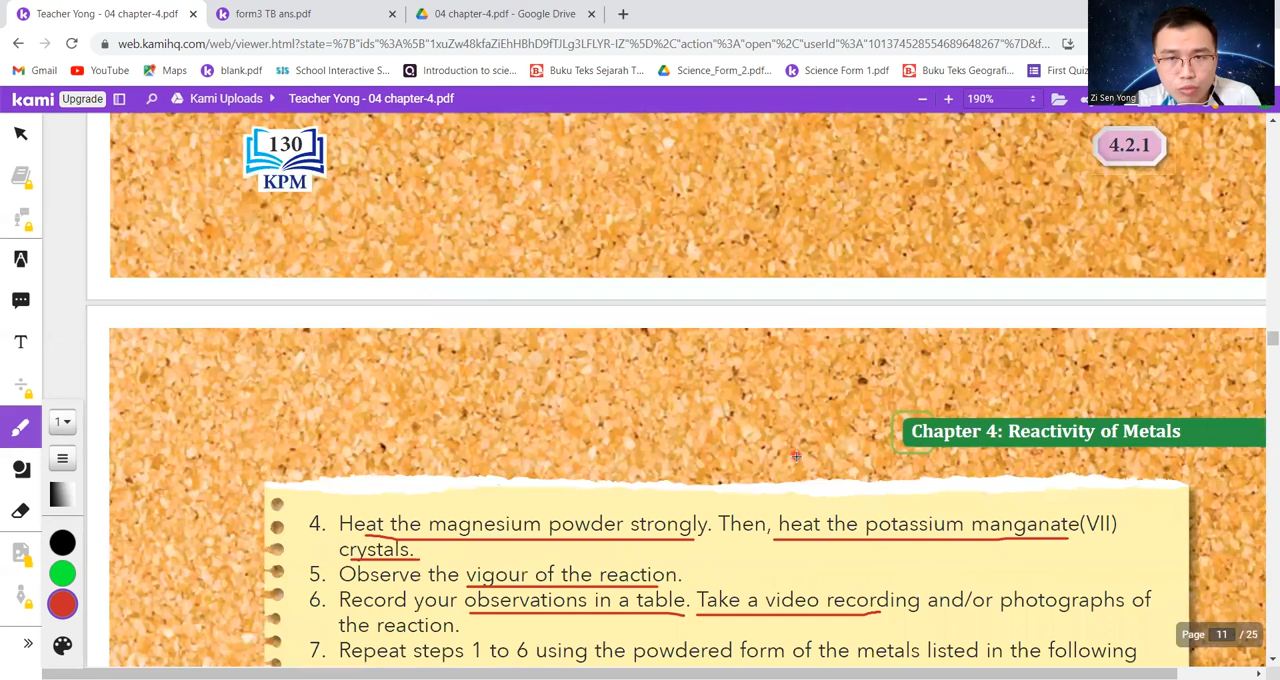 Teacher Yong - 04 chapter-4.pdf
form3 TB ans.pdf
04 chapter-4.pdf - Google Drive
web.kamihq.com/web/viewer.html?state=%7B"ids"%3A%5B"1xuZw48kfaZiEhHBhD9fTJLg3LFLYR-IZ"%5D%2C"action"%3A"open"%2C"userId"%3A"101374528554689648267"%7D&f...
Gmail
YouTube
Maps
blank.pdf
School Interactive S...
Introduction to scie...
Buku Teks Sejarah T...
Science_Form_2.pdf...
Science Form 1.pdf
Buku Teks Geografi...
First Quiz
Zi Sen Yong
kami
Upgrade
Kami Uploads
Teacher Yong - 04 chapter-4.pdf
190%
130
KPM
4.2.1
Chapter 4: Reactivity of Metals
4. Heat the magnesium powder strongly. Then, heat the potassium manganate(VII)
crystals.
5. Observe the vigour of the reaction.
6. Record your observations in a table. Take a video recording and/or photographs of
the reaction.
7. Repeat steps 1 to 6 using the powdered form of the metals listed in the following
T
1
Page 11 / 25